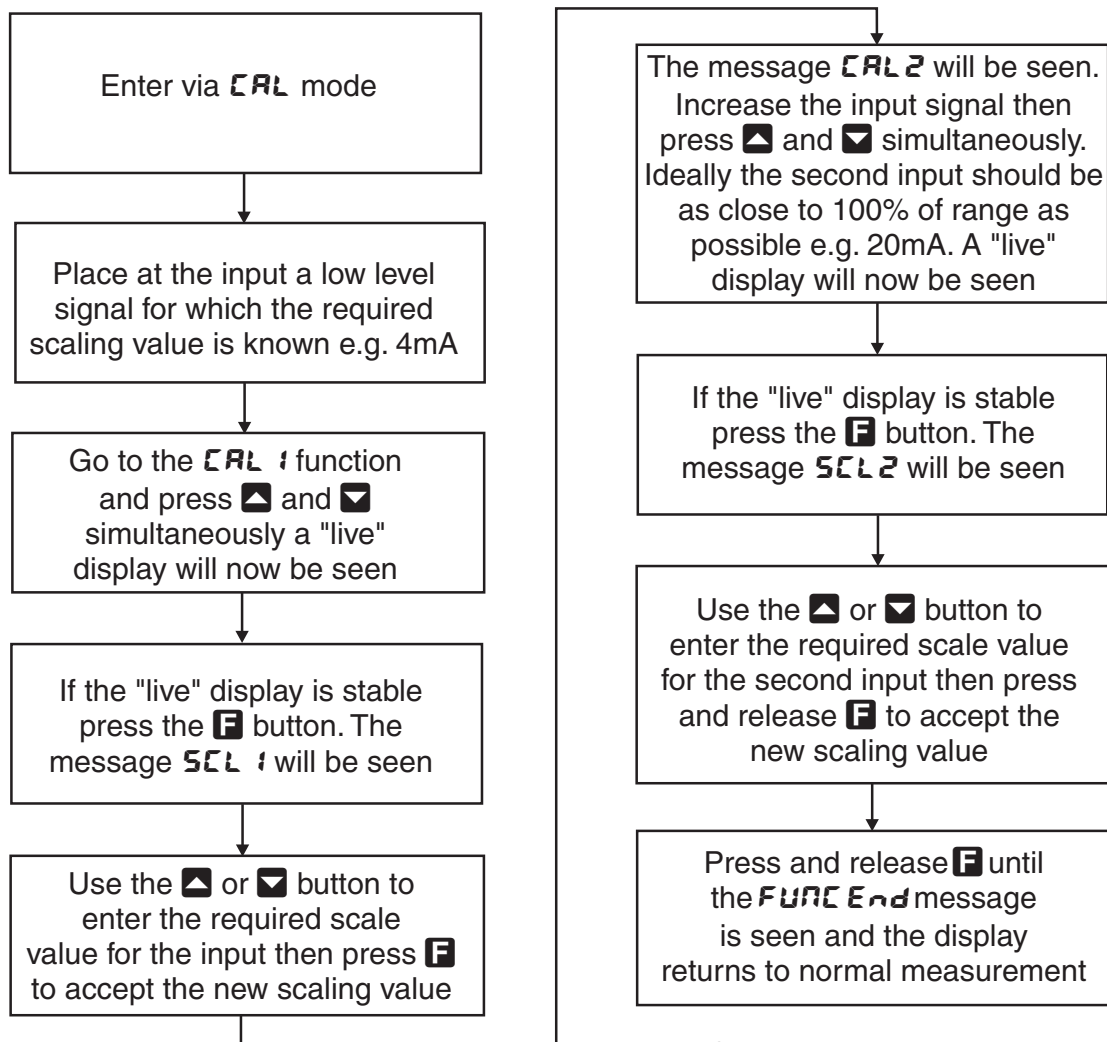 Enter via CAL mode
Place at the input a low level
signal for which the required
scaling value is known e.g. 4mA
Go to the CAL 1 function
and press ▲ and ▼
simultaneously a "live"
display will now be seen
If the "live" display is stable
press the F button. The
message SCL 1 will be seen
Use the ▲ or ▼ button to
enter the required scale
value for the input then press F
to accept the new scaling value
The message CAL2 will be seen.
Increase the input signal then
press ▲ and ▼ simultaneously.
Ideally the second input should be
as close to 100% of range as
possible e.g. 20mA. A "live"
display will now be seen
If the "live" display is stable
press the F button. The
message SCL2 will be seen
Use the ▲ or ▼ button to
enter the required scale value
for the second input then press
and release F to accept the
new scaling value
Press and release F until
the FUNC End message
is seen and the display
returns to normal measurement